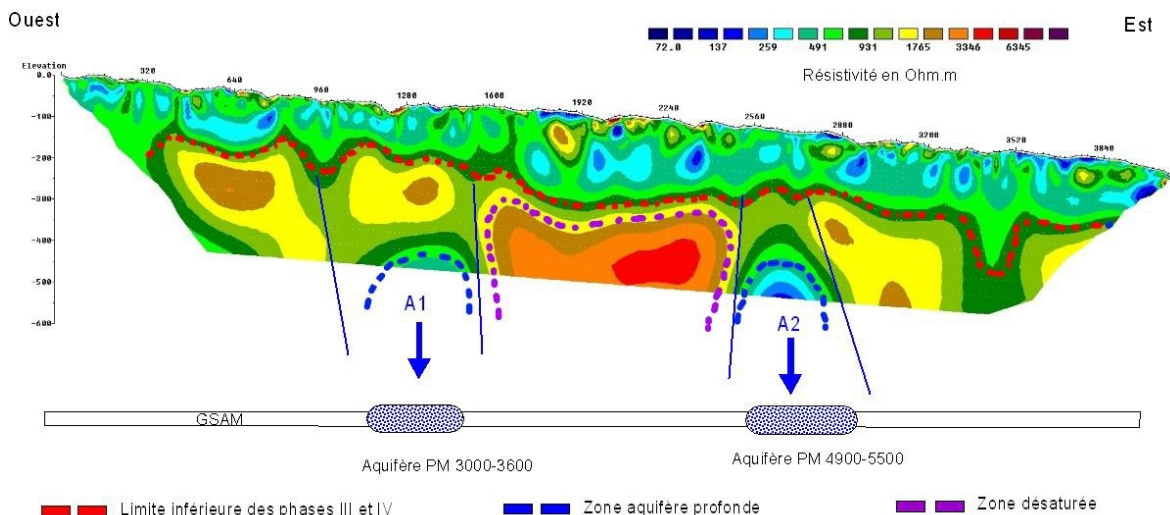 Ouest
Est
72.0 137 259 491 931 1765 3346 6345
Résistivité en Ohm.m
Elevation
0.0
-100
-200
-300
-400
-500
-600
320 640 960 1280 1600 1920 2240 2560 2880 3200 3520 3840
A1
A2
GSAM
Aquifère PM 3000-3600
Aquifère PM 4900-5500
Limite inférieure des phases III et IV
Zone aquifère profonde
Zone désaturée